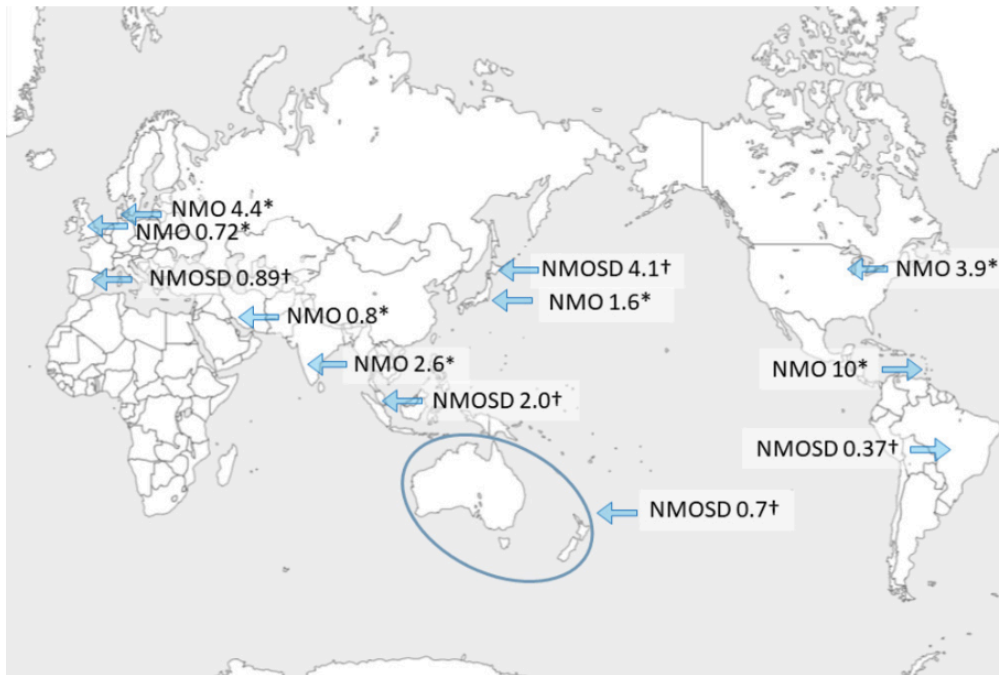 NMO 4.4*
NMO 0.72*
NMOSD 0.89†
NMO 0.8*
NMO 2.6*
NMOSD 2.0†
NMOSD 4.1†
NMO 1.6*
NMO 3.9*
NMO 10*
NMOSD 0.37†
NMOSD 0.7†